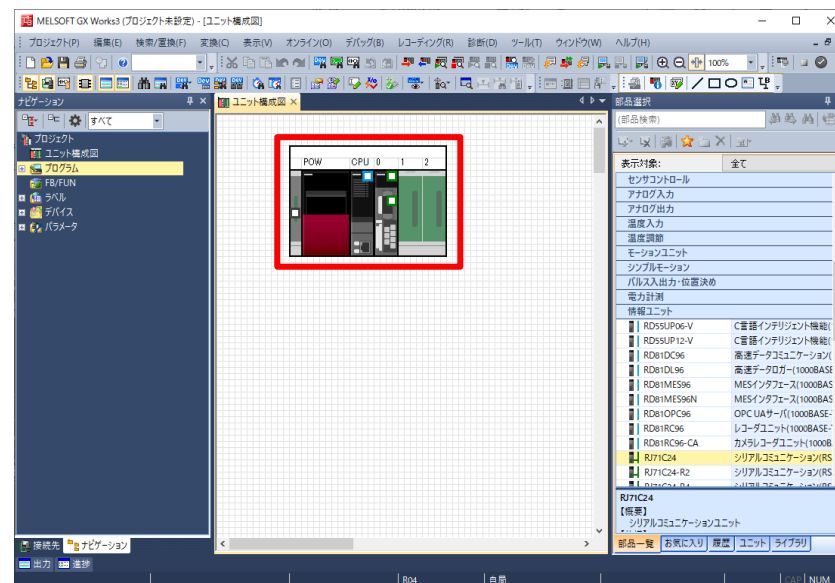 MELSOFT GX Works3 (プロジェクト未設定) - [ユニット構成図]
プロジェクト(P) 編集(E) 検索/置換(F) 変換(C) 表示(V) オンライン(O) デバッグ(B) レコーディング(R) 診断(D) ツール(T) ウィンドウ(W) ヘルプ(H)
100%
ナビゲーション
ユニット構成図
部品選択
すべて
(部品検索)
プロジェクト
ユニット構成図
プログラム
FB/FUN
ラベル
デバイス
パラメータ
POW CPU 0 1 2
表示対象: 全て
センサコントロール
アナログ入力
アナログ出力
温度入力
温度調節
モーションユニット
シンプルモーション
パルス入出力・位置決め
電力計測
情報ユニット
RD55UP06-V C言語インテリジェント機能(
RD55UP12-V C言語インテリジェント機能(
RD81DC96 高速データコミュニケーション(
RD81DL96 高速データロガー(1000BASE
RD81MES96 MESインタフェース(1000BAS
RD81MES96N MESインタフェース(1000BAS
RD81OPC96 OPC UAサーバ(1000BASE-
RD81RC96 レコーダユニット(1000BASE-
RD81RC96-CA カメラレコーダユニット(1000B
RJ71C24 シリアルコミュニケーション(RS
RJ71C24-R2 シリアルコミュニケーション(RS
RJ71C24
【概要】
シリアルコミュニケーションユニット
部品一覧 お気に入り 履歴 ユニット ライブラリ
接続先 ナビゲーション
出力 進捗
R04 自局 CAP NUM